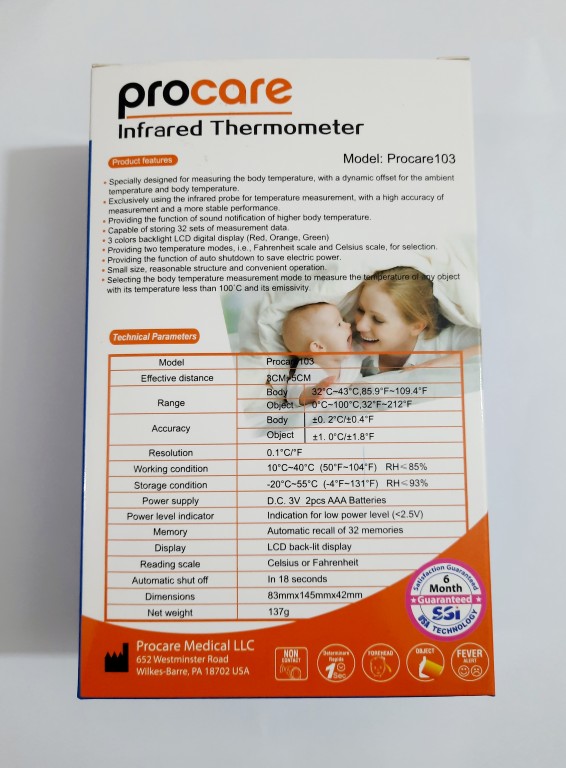 procare
Infrared Thermometer
Product features
Model: Procare103
• Specially designed for measuring the body temperature, with a dynamic offset for the ambient
temperature and body temperature.
• Exclusively using the infrared probe for temperature measurement, with a high accuracy of
measurement and a more stable performance.
• Providing the function of sound notification of higher body temperature.
• Capable of storing 32 sets of measurement data.
• 3 colors backlight LCD digital display (Red, Orange, Green)
• Providing two temperature modes, i.e., Fahrenheit scale and Celsius scale, for selection.
• Providing the function of auto shutdown to save electric power.
• Small size, reasonable structure and convenient operation.
• Selecting the body temperature measurement mode to measure the temperature of any object
with its temperature less than 100°C and its emissivity.
Technical Parameters
Model Procare103
Effective distance 3CM-5CM
Range Body 32°C~43°C,85.9°F~109.4°F
Object 0°C~100°C,32°F~212°F
Accuracy Body ±0. 2°C/±0.4°F
Object ±1. 0°C/±1.8°F
Resolution 0.1°C/°F
Working condition 10°C~40°C (50°F~104°F) RH≤85%
Storage condition -20°C~55°C (-4°F~131°F) RH≤93%
Power supply D.C. 3V 2pcs AAA Batteries
Power level indicator Indication for low power level (<2.5V)
Memory Automatic recall of 32 memories
Display LCD back-lit display
Reading scale Celsius or Fahrenheit
Automatic shut off In 18 seconds
Dimensions 83mmx145mmx42mm
Net weight 137g
Satisfaction Guaranteed
6
Month
Guaranteed
SSi
USA TECHNOLOGY
Procare Medical LLC
652 Westminster Road
Wilkes-Barre, PA 18702 USA
NON
CONTACT
Determinare
Rapida
1
Sec.
FOREHEAD
OBJECT
FEVER
ALERT